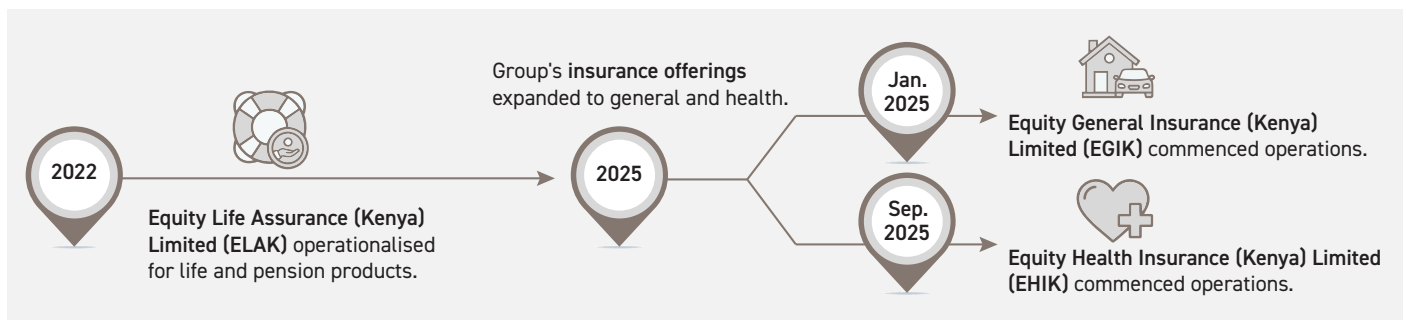 2022
Equity Life Assurance (Kenya)
Limited (ELAK) operationalised
for life and pension products.
Group's insurance offerings
expanded to general and health.
2025
Jan.
2025
Equity General Insurance (Kenya)
Limited (EGIK) commenced operations.
Sep.
2025
Equity Health Insurance (Kenya) Limited
(EHIK) commenced operations.